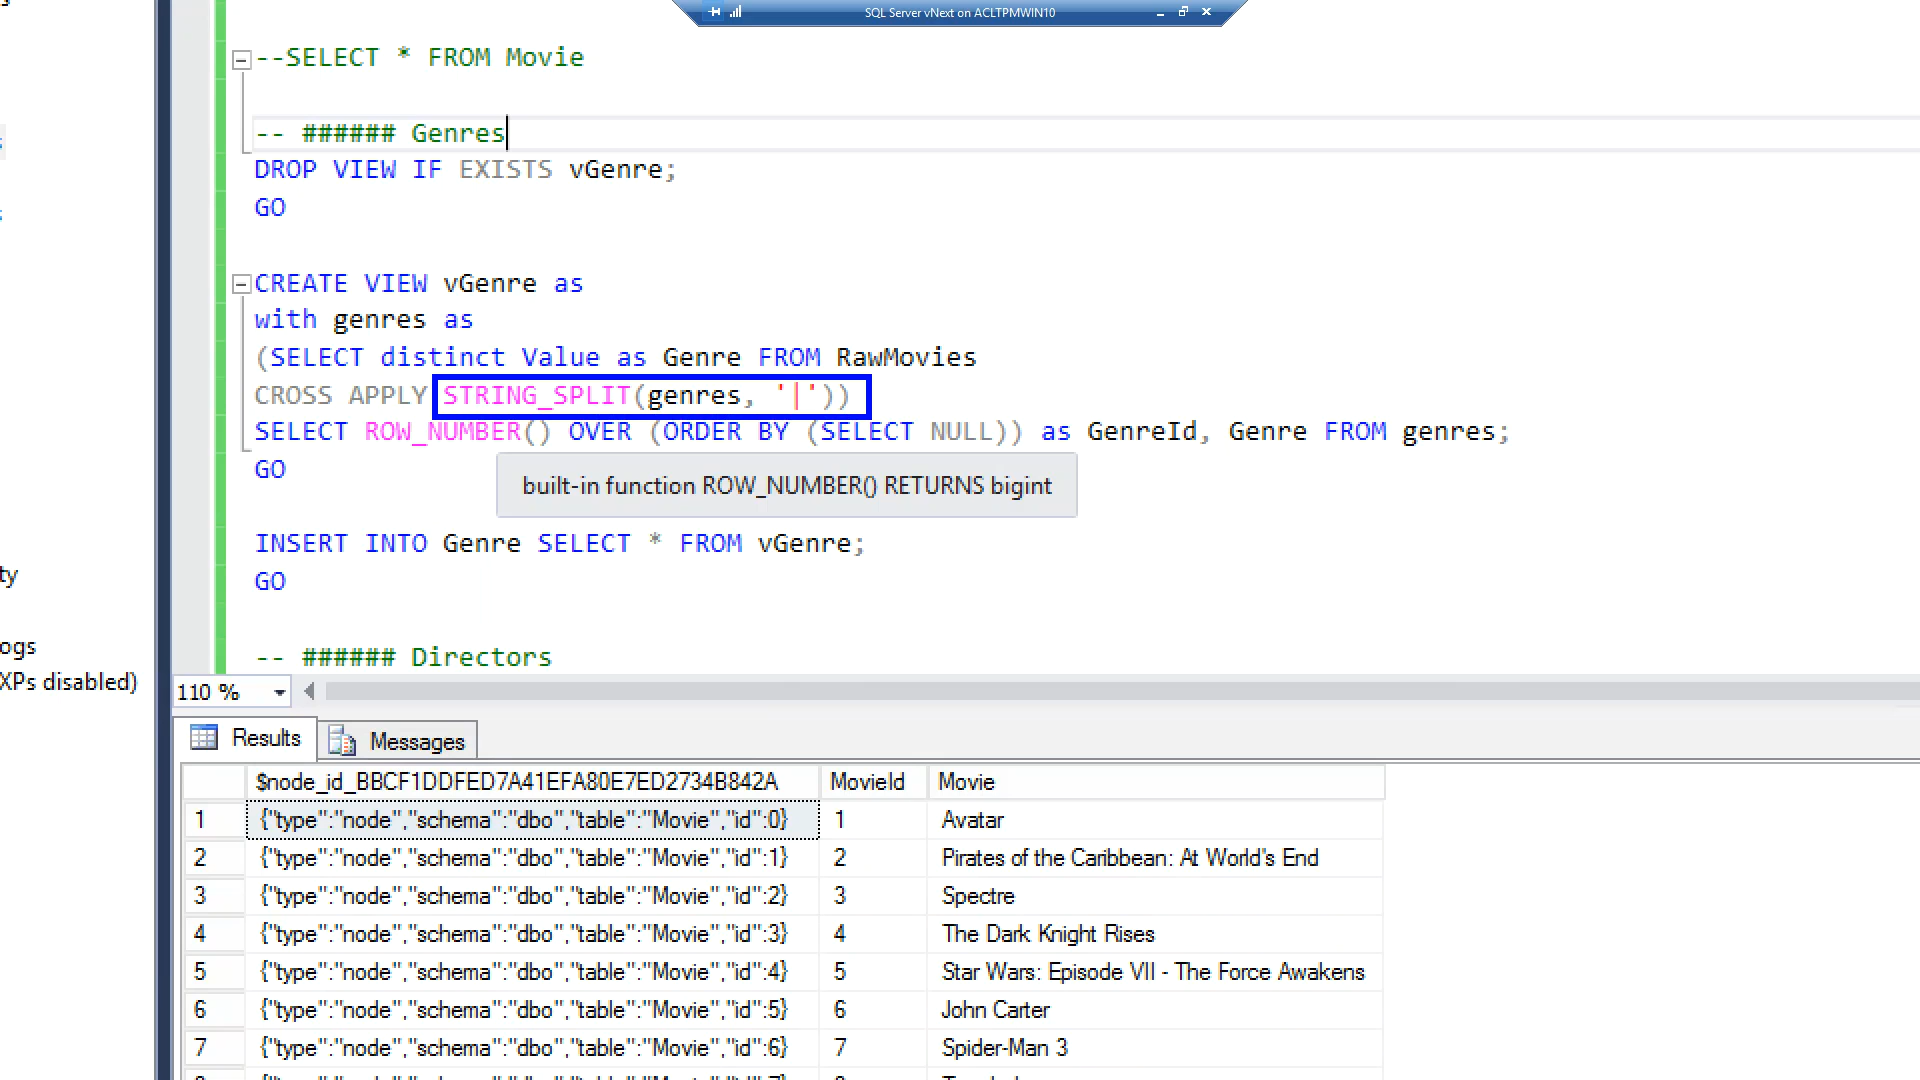 SQL Server vNext on ACLTPMWIN10
--SELECT * FROM Movie
-- ###### Genres
DROP VIEW IF EXISTS vGenre;
GO
CREATE VIEW vGenre as
with genres as
(SELECT distinct Value as Genre FROM RawMovies
CROSS APPLY STRING_SPLIT(genres, '|'))
SELECT ROW_NUMBER() OVER (ORDER BY (SELECT NULL)) as GenreId, Genre FROM genres;
GO
built-in function ROW_NUMBER() RETURNS bigint
INSERT INTO Genre SELECT * FROM vGenre;
GO
ty
ogs
-- ###### Directors
XPs disabled)
110 %
Results Messages
$node_id_BBCF1DDFED7A41EFA80E7ED2734B842A MovieId Movie
1 {"type":"node","schema":"dbo","table":"Movie","id":0} 1 Avatar
2 {"type":"node","schema":"dbo","table":"Movie","id":1} 2 Pirates of the Caribbean: At World's End
3 {"type":"node","schema":"dbo","table":"Movie","id":2} 3 Spectre
4 {"type":"node","schema":"dbo","table":"Movie","id":3} 4 The Dark Knight Rises
5 {"type":"node","schema":"dbo","table":"Movie","id":4} 5 Star Wars: Episode VII - The Force Awakens
6 {"type":"node","schema":"dbo","table":"Movie","id":5} 6 John Carter
7 {"type":"node","schema":"dbo","table":"Movie","id":6} 7 Spider-Man 3